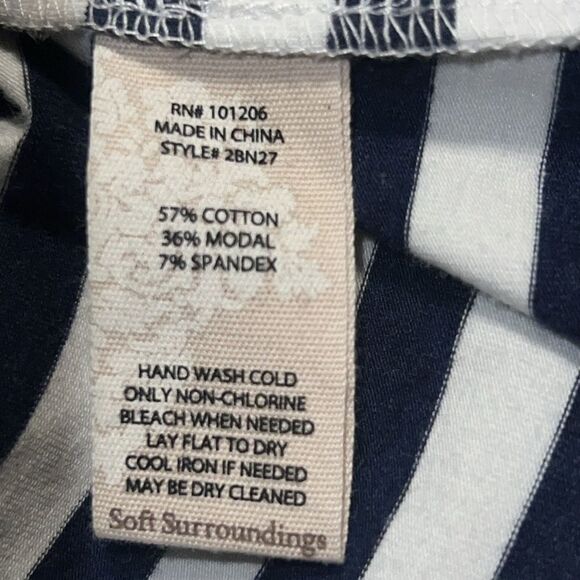 RN# 101206
MADE IN CHINA
STYLE# 2BN27
57% COTTON
36% MODAL
7% SPANDEX
HAND WASH COLD
ONLY NON-CHLORINE
BLEACH WHEN NEEDED
LAY FLAT TO DRY
COOL IRON IF NEEDED
MAY BE DRY CLEANED
Soft Surroundings